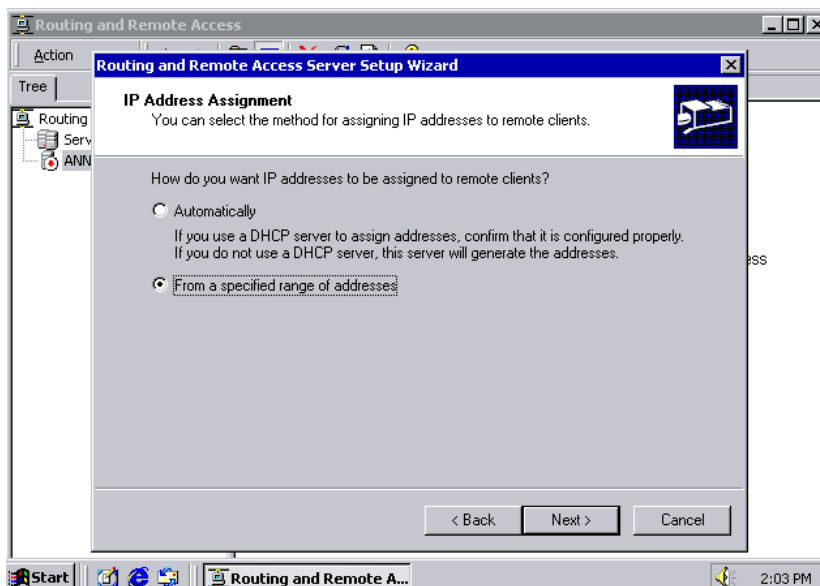 Routing and Remote Access
Action
Tree
Routing
Serv
ANN
Routing and Remote Access Server Setup Wizard
IP Address Assignment
You can select the method for assigning IP addresses to remote clients.
How do you want IP addresses to be assigned to remote clients?
Automatically
If you use a DHCP server to assign addresses, confirm that it is configured properly.
If you do not use a DHCP server, this server will generate the addresses.
From a specified range of addresses
ess
< Back
Next >
Cancel
Start
Routing and Remote A...
2:03 PM